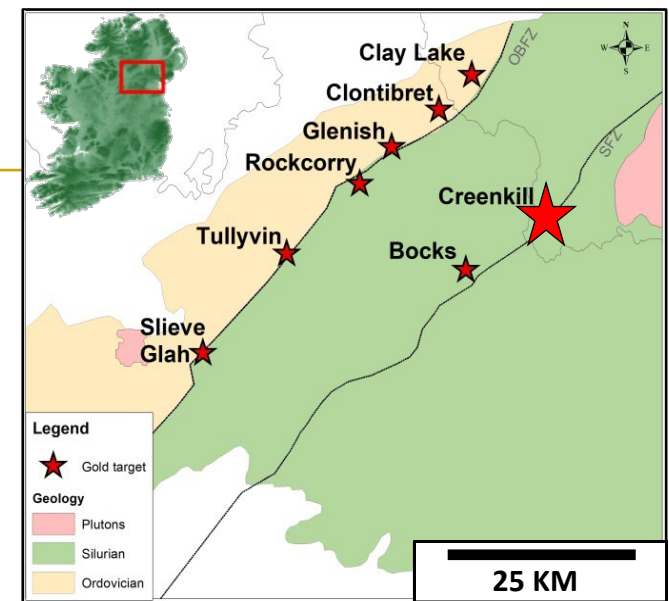 Clay Lake
OBFZ
N
W
E
S
Clontibret
Glenish
Rockcorry
SFZ
Creenkill
Tullyvin
Bocks
Slieve
Glah
Legend
Gold target
Geology
Plutons
Silurian
Ordovician
25 KM